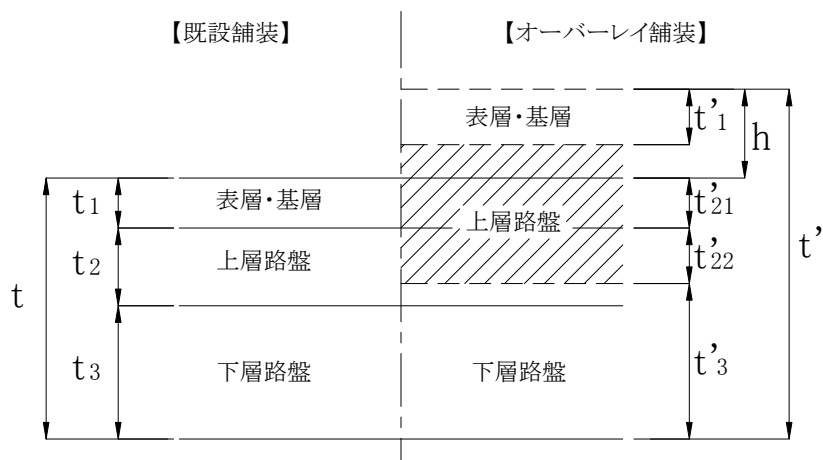 【既設舗装】
【オーバーレイ舗装】
表層・基層
t'1
h
t1
表層・基層
上層路盤
t'21
t2
上層路盤
t'22
t'
t
t3
下層路盤
下層路盤
t'3